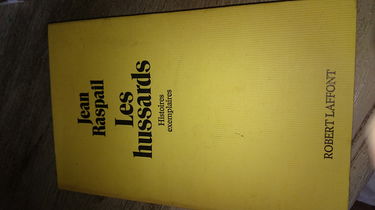 Jean
Raspail
Les
hussards
Histoires
exemplaires
ROBERT LAFFONT